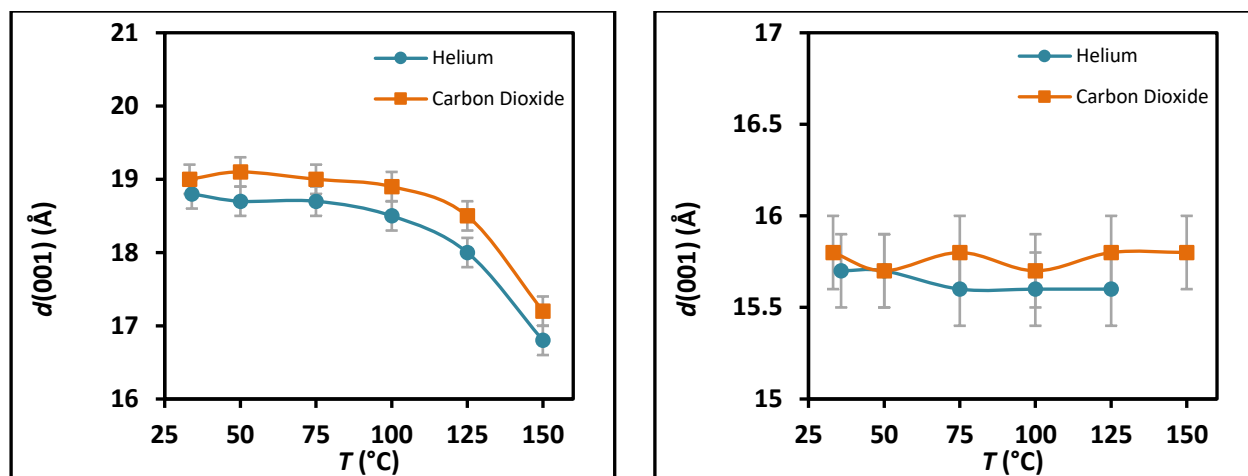 21
20
19
18
17
16
25 50 75 100 125 150
d(001) (Å)
T (°C)
Helium
Carbon Dioxide
17
16.5
16
15.5
15
25 50 75 100 125 150
d(001) (Å)
T (°C)
Helium
Carbon Dioxide